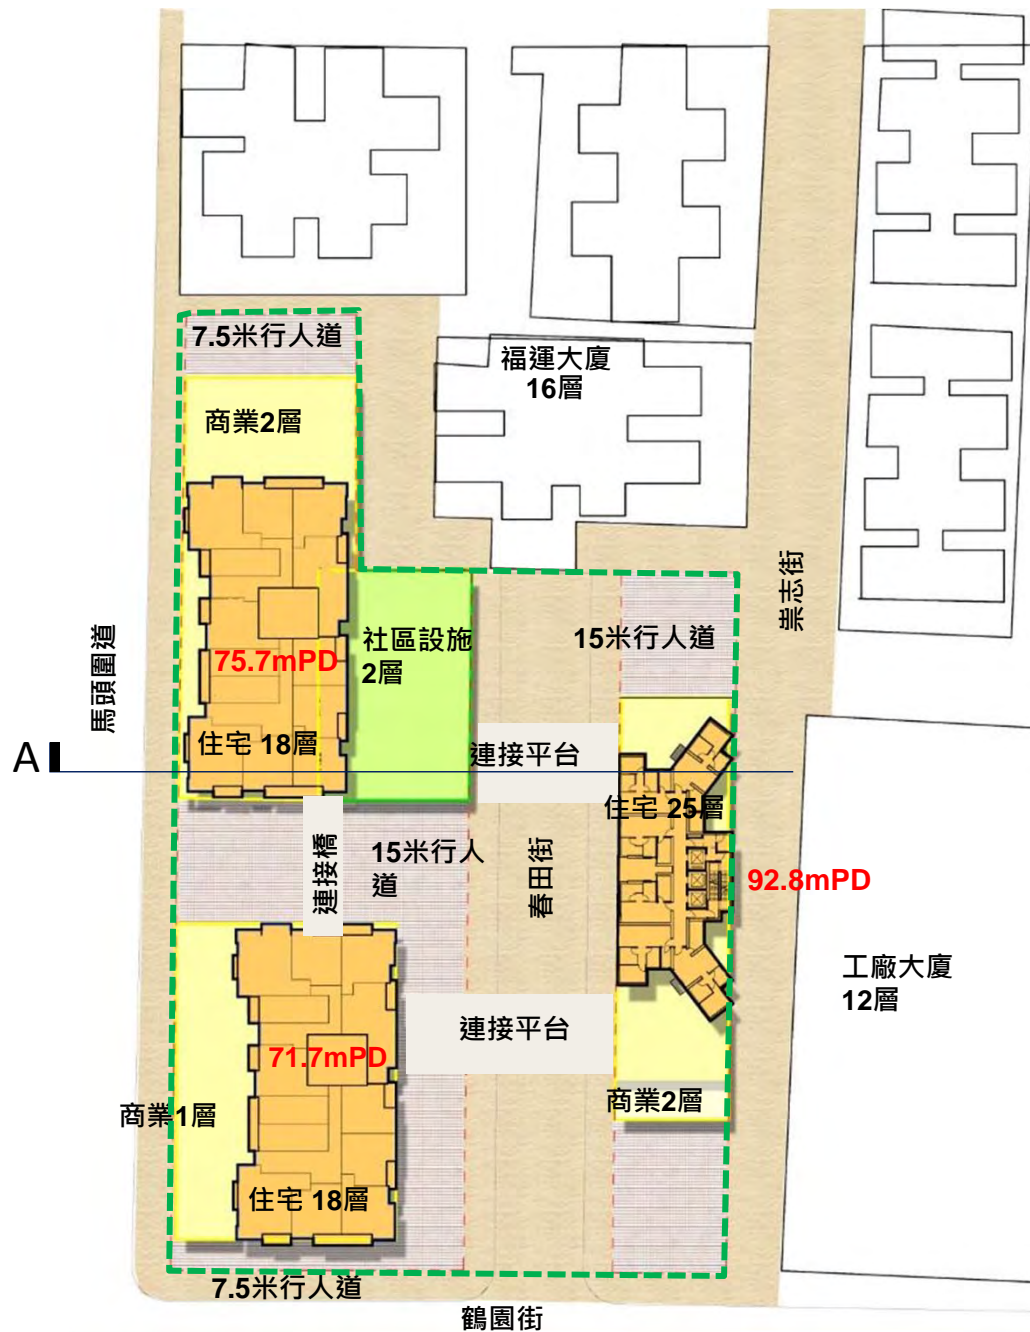 7.5米行人道
福運大廈
16層
商業2層
崇志街
馬頭圍道
社區設施
2層
15米行人道
75.7mPD
住宅 18層
連接平台
A
住宅 25層
連接橋
15米行人
道
春田街
92.8mPD
工廠大廈
12層
連接平台
71.7mPD
商業1層
商業2層
住宅 18層
7.5米行人道
鶴園街